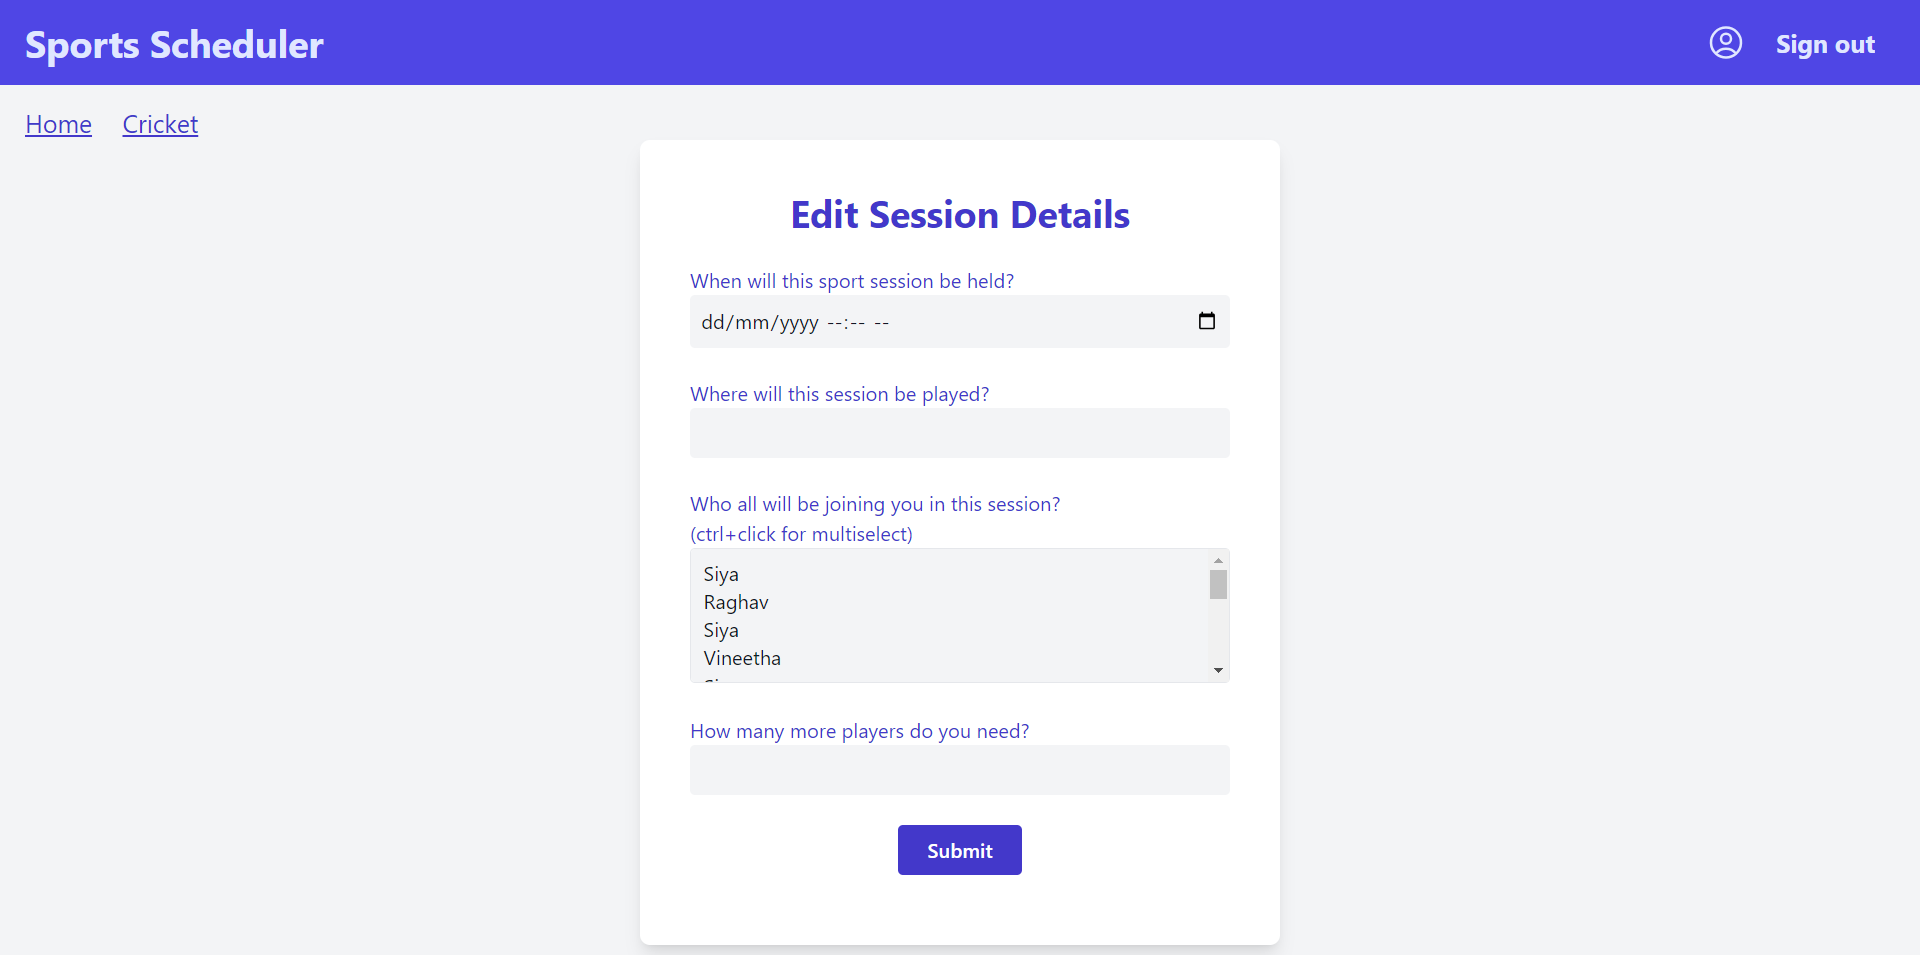 Sports Scheduler
Sign out
Home
Cricket
Edit Session Details
When will this sport session be held?
dd/mm/yyyy --:-- --
Where will this session be played?
Who all will be joining you in this session?
(ctrl+click for multiselect)
Siya
Raghav
Siya
Vineetha
How many more players do you need?
Submit